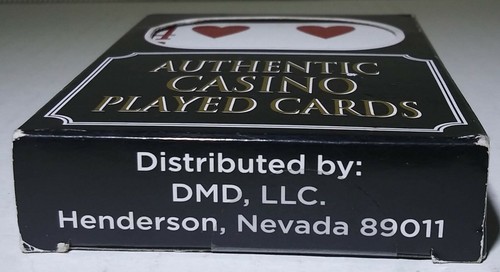 AUTHENTIC
CASINO
PLAYED CARDS
Distributed by:
DMD, LLC.
Henderson, Nevada 89011